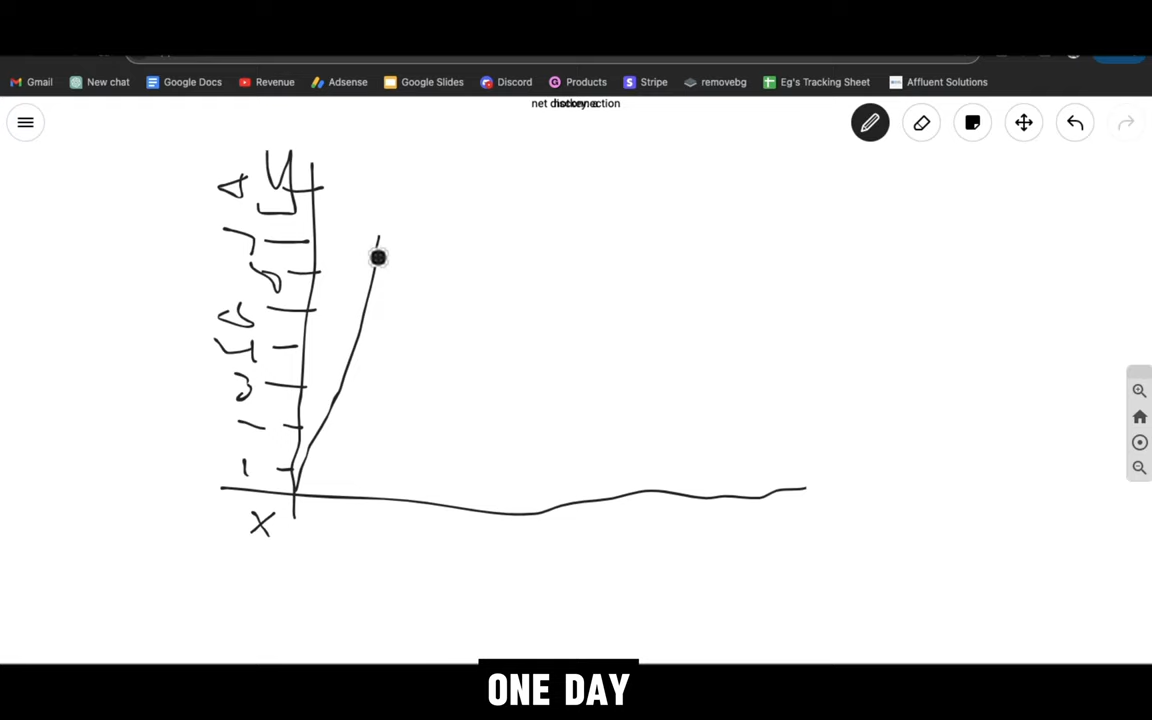 Gmail New chat Google Docs Revenue Adsense Google Slides Discord Products Stripe removebg Eg's Tracking Sheet Affluent Solutions
y
7
5
4
3
1
x
ONE DAY